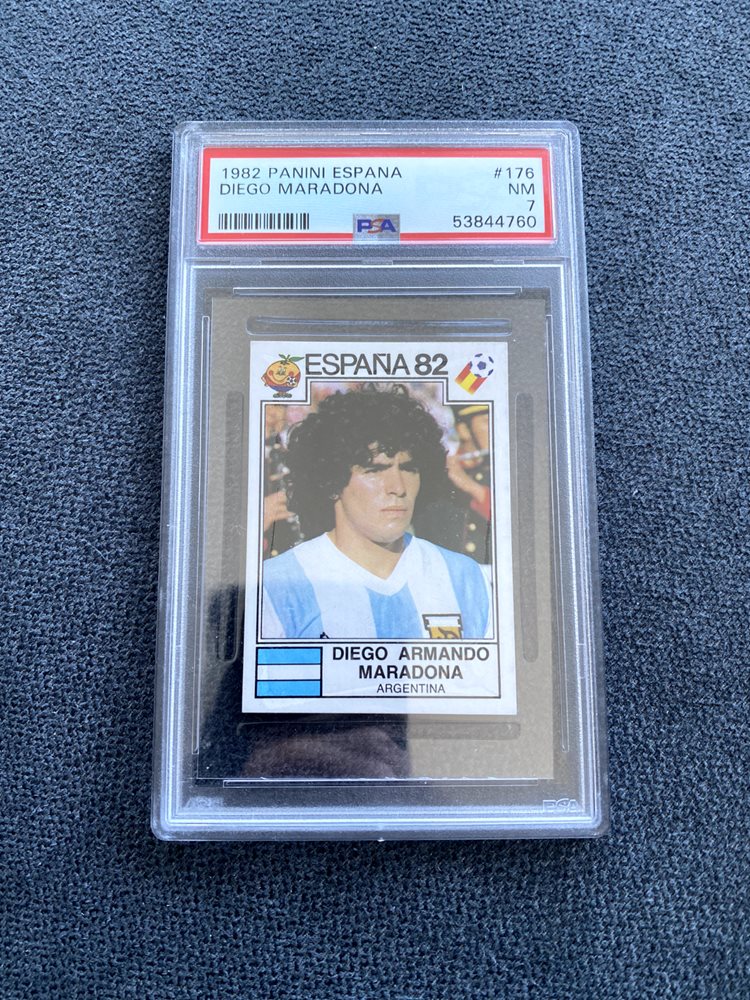 1982 PANINI ESPANA #176
DIEGO MARADONA NM
7
PSA 53844760
ESPAÑA 82
DIEGO ARMANDO
MARADONA
ARGENTINA
PSA